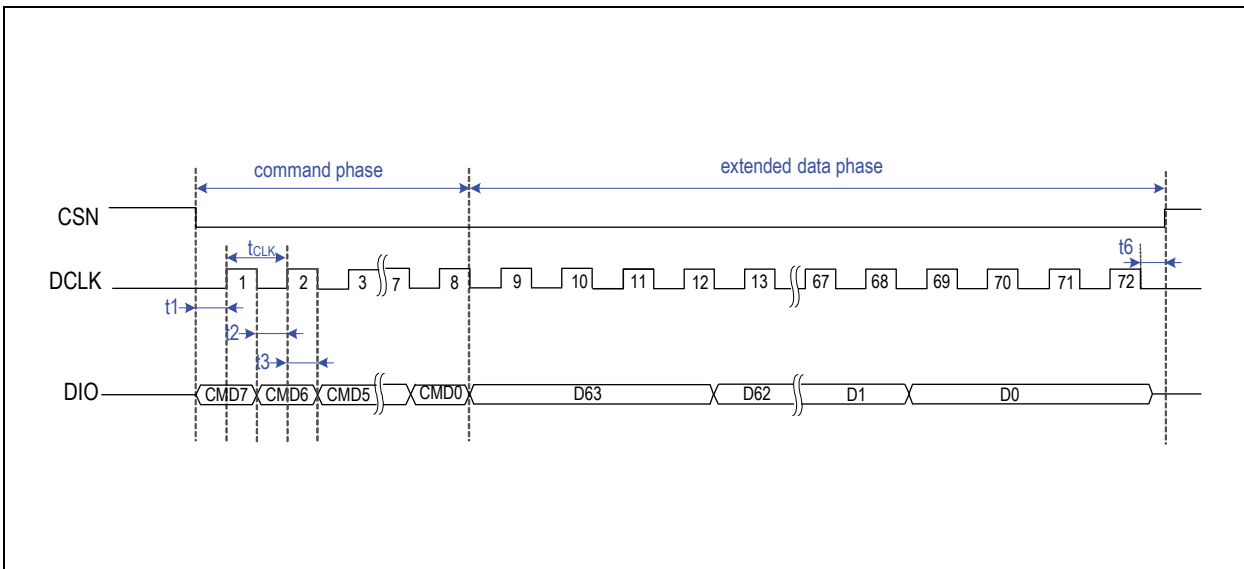 command phase
extended data phase
CSN
tCLK
t6
DCLK
1 2 3 7 8 9 10 11 12 13 67 68 69 70 71 72
t1
t2
t3
DIO
CMD7 CMD6 CMD5 CMD0 D63 D62 D1 D0